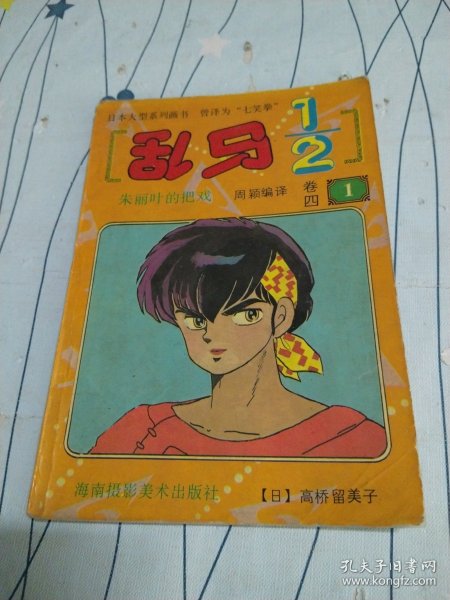 日本大型系列画书 曾译为“七笑拳”
乱马1/2
朱丽叶的把戏 周颖编译 卷四 1
海南摄影美术出版社 【日】高桥留美子
孔夫子旧书网
www.kongfz.com